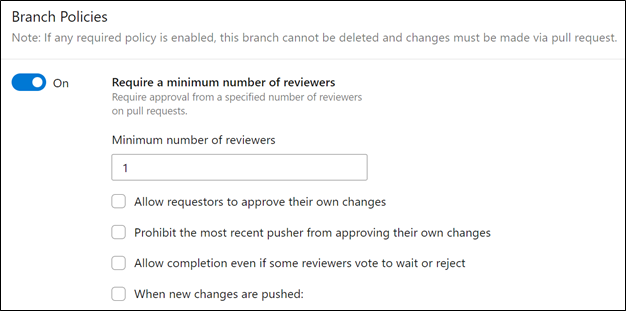 Branch Policies
Note: If any required policy is enabled, this branch cannot be deleted and changes must be made via pull request.
On
Require a minimum number of reviewers
Require approval from a specified number of reviewers
on pull requests.
Minimum number of reviewers
1
Allow requestors to approve their own changes
Prohibit the most recent pusher from approving their own changes
Allow completion even if some reviewers vote to wait or reject
When new changes are pushed: